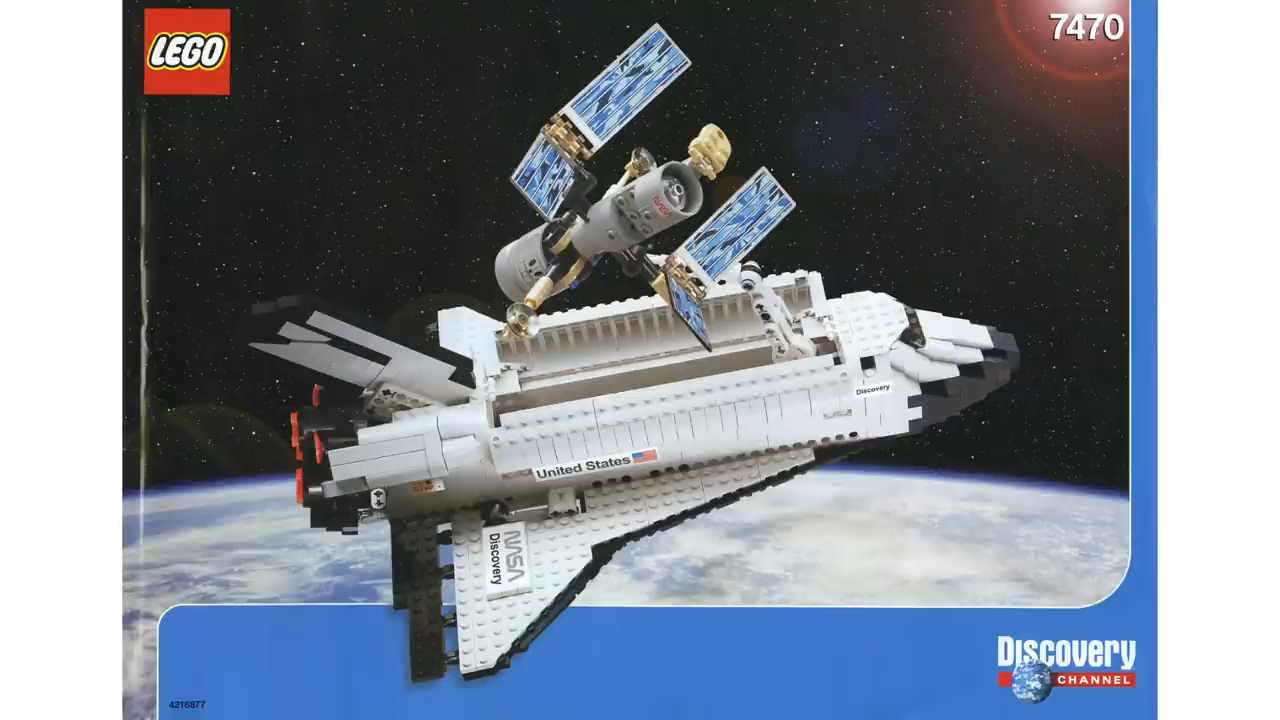 LEGO
7470
NASA
Discovery
United States
NASA
Discovery
Discovery
CHANNEL
4216877